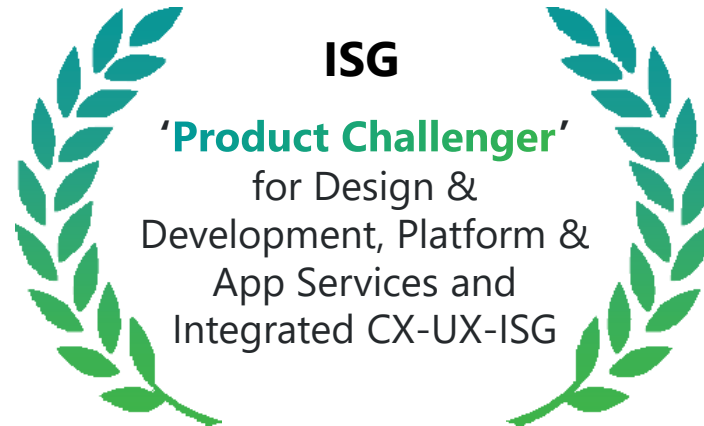 ISG
‘Product Challenger’
for Design &
Development, Platform &
App Services and
Integrated CX-UX-ISG